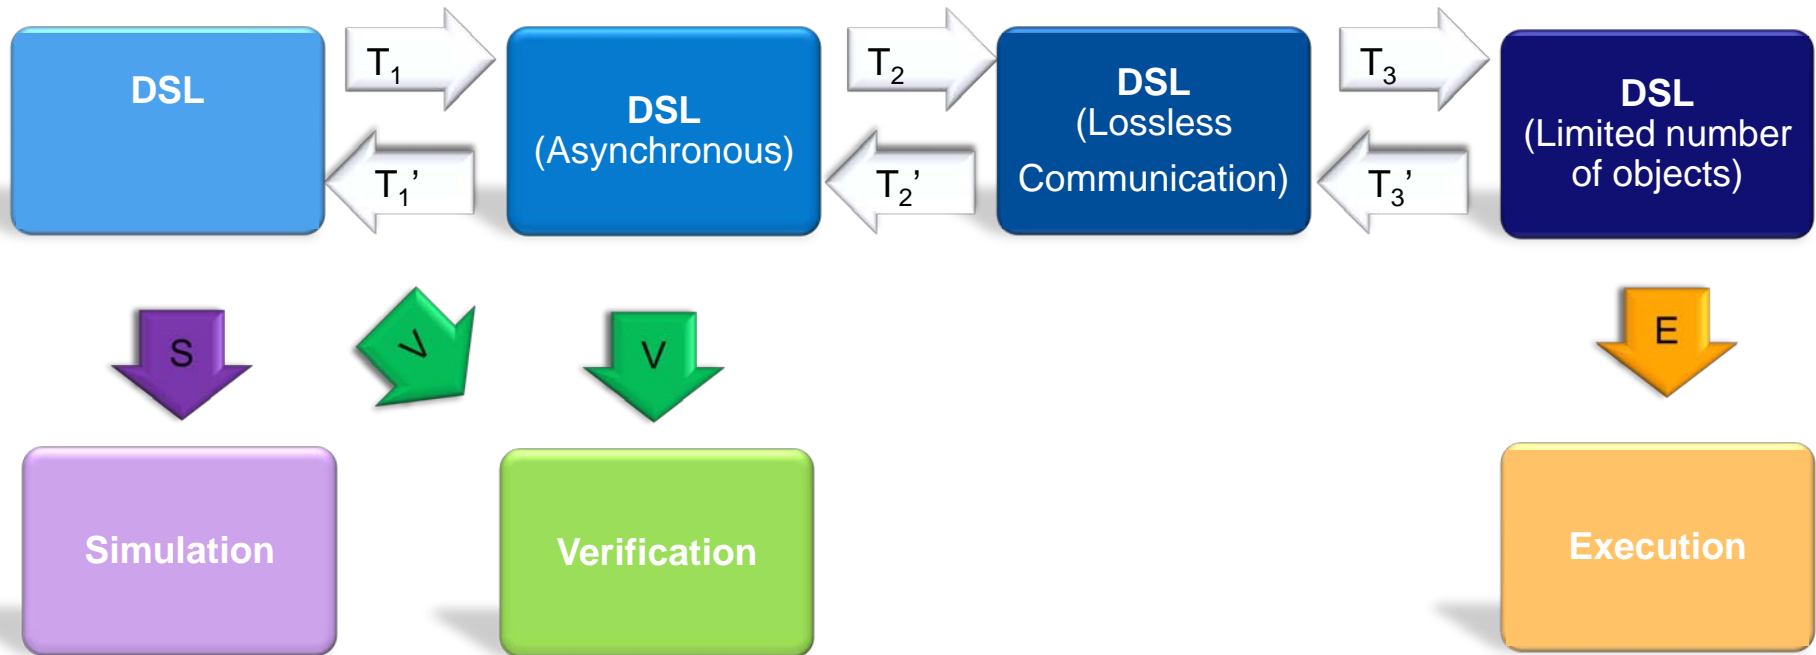 DSL
T₁
DSL
(Asynchronous)
T₂
DSL
(Lossless
Communication)
T₃
DSL
(Limited number
of objects)
T₁’
T₂’
T₃’
S
V
V
E
Simulation
Verification
Execution